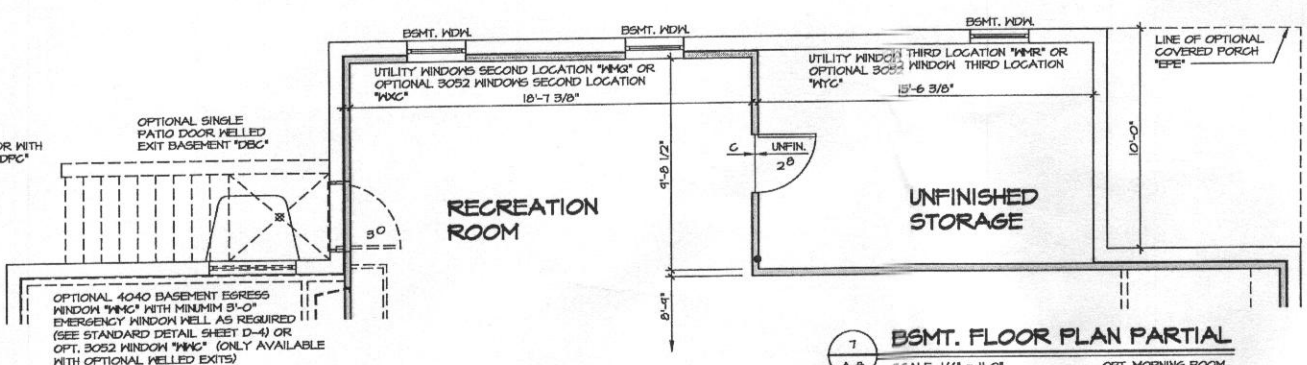 BSMT. WDW.
BSMT. WDW.
BSMT. WDW.
LINE OF OPTIONAL
COVERED PORCH
"EPE"
UTILITY WINDOWS SECOND LOCATION "WMQ" OR
OPTIONAL 3052 WINDOWS SECOND LOCATION
"WXC"
18'-7 3/8"
UTILITY WINDOWS THIRD LOCATION "WMR" OR
OPTIONAL 3052 WINDOW THIRD LOCATION
"WYC"
15'-6 3/8"
OPTIONAL SINGLE
PATIO DOOR WELLED
EXIT BASEMENT "DBC"
OR WITH
DPC"
10'-0"
9'-8 1/2"
C
UNFIN.
2⁸
RECREATION
ROOM
UNFINISHED
STORAGE
3⁰
OPTIONAL 4040 BASEMENT EGRESS
WINDOW "WMC" WITH MINUMIM 3'-0"
EMERGENCY WINDOW WELL AS REQUIRED
(SEE STANDARD DETAIL SHEET D-4) OR
OPT. 3052 WINDOW "WWC" (ONLY AVAILABLE
WITH OPTIONAL WELLED EXITS)
8'-9"
7
BSMT. FLOOR PLAN PARTIAL
OPT. MORNING ROOM